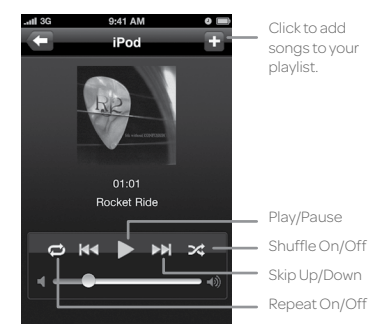 3G 9:41 AM
iPod
Click to add
songs to your
playlist.
RR
01:01
Rocket Ride
Play/Pause
Shuffle On/Off
Skip Up/Down
Repeat On/Off